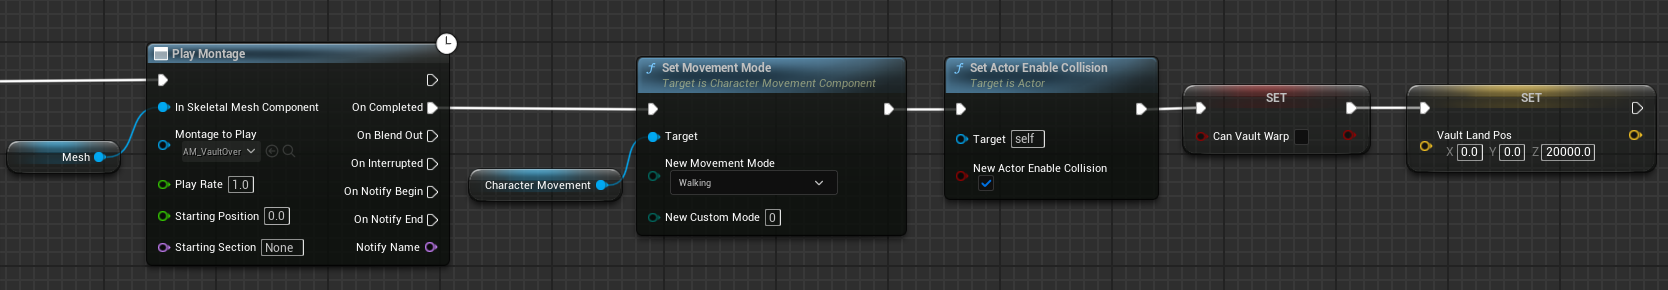 Play Montage
In Skeletal Mesh Component
On Completed
Montage to Play
AM_VaultOver
On Blend Out
On Interrupted
Play Rate 1.0
On Notify Begin
Starting Position 0.0
On Notify End
Starting Section None
Notify Name
Mesh
Character Movement
Set Movement Mode
Target is Character Movement Component
Target
New Movement Mode
Walking
New Custom Mode 0
Set Actor Enable Collision
Target is Actor
Target self
New Actor Enable Collision
SET
Can Vault Warp
SET
Vault Land Pos
X 0.0 Y 0.0 Z 20000.0